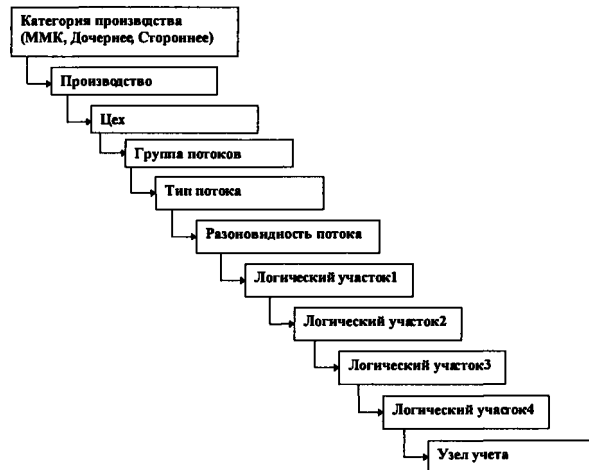 Категория производства
(ММК, Дочернее, Стороннее)
Производство
Цех
Группа потоков
Тип потока
Разоновидность потока
Логический участок1
Логический участок2
Логический участок3
Логический участок4
Узел учета